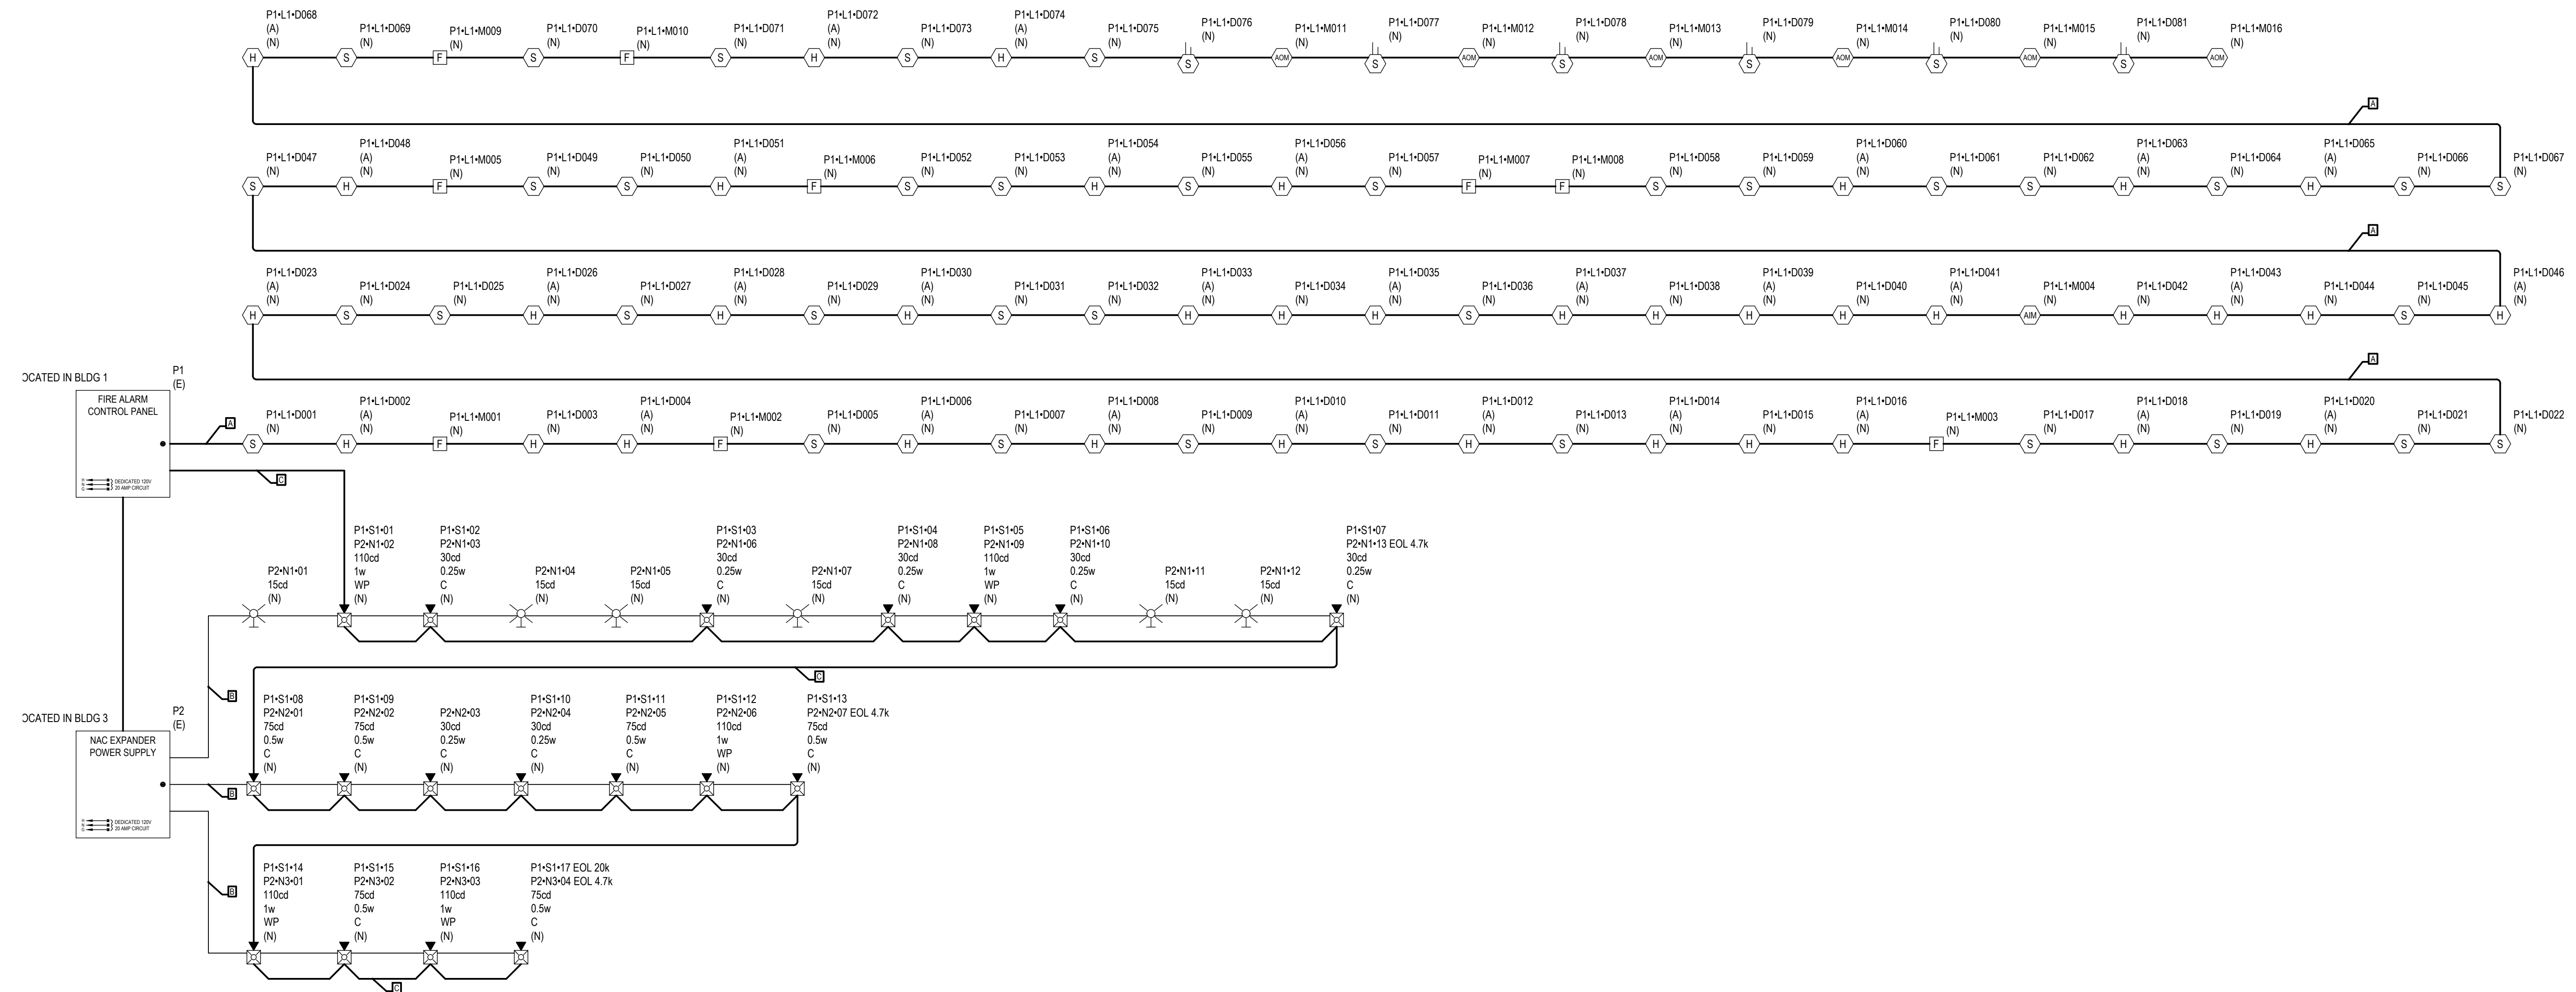 P1•L1•D068
(A)
(N)
H
P1•L1•D069
(N)
S
P1•L1•M009
(N)
F
P1•L1•D070
(N)
S
P1•L1•M010
(N)
F
P1•L1•D071
(N)
S
P1•L1•D072
(A)
(N)
H
P1•L1•D073
(N)
S
P1•L1•D074
(A)
(N)
H
P1•L1•D075
(N)
S
P1•L1•D076
(N)
S
P1•L1•M011
(N)
AOM
P1•L1•D077
(N)
S
P1•L1•M012
(N)
AOM
P1•L1•D078
(N)
S
P1•L1•M013
(N)
AOM
P1•L1•D079
(N)
S
P1•L1•M014
(N)
AOM
P1•L1•D080
(N)
S
P1•L1•M015
(N)
AOM
P1•L1•D081
(N)
S
P1•L1•M016
(N)
AOM
A
P1•L1•D047
(N)
S
P1•L1•D048
(A)
(N)
H
P1•L1•M005
(N)
F
P1•L1•D049
(N)
S
P1•L1•D050
(N)
S
P1•L1•D051
(A)
(N)
H
P1•L1•M006
(N)
F
P1•L1•D052
(N)
S
P1•L1•D053
(N)
S
P1•L1•D054
(A)
(N)
H
P1•L1•D055
(N)
S
P1•L1•D056
(A)
(N)
H
P1•L1•D057
(N)
S
P1•L1•M007
(N)
F
P1•L1•M008
(N)
F
P1•L1•D058
(N)
S
P1•L1•D059
(N)
S
P1•L1•D060
(A)
(N)
H
P1•L1•D061
(N)
S
P1•L1•D062
(N)
S
P1•L1•D063
(A)
(N)
H
P1•L1•D064
(N)
S
P1•L1•D065
(A)
(N)
H
P1•L1•D066
(N)
S
P1•L1•D067
(N)
S
A
P1•L1•D023
(A)
(N)
H
P1•L1•D024
(N)
S
P1•L1•D025
(N)
S
P1•L1•D026
(A)
(N)
H
P1•L1•D027
(N)
S
P1•L1•D028
(A)
(N)
H
P1•L1•D029
(N)
S
P1•L1•D030
(A)
(N)
H
P1•L1•D031
(N)
S
P1•L1•D032
(N)
S
P1•L1•D033
(A)
(N)
H
P1•L1•D034
(N)
H
P1•L1•D035
(A)
(N)
H
P1•L1•D036
(N)
S
P1•L1•D037
(A)
(N)
H
P1•L1•D038
(N)
H
P1•L1•D039
(A)
(N)
H
P1•L1•D040
(N)
H
P1•L1•D041
(A)
(N)
H
P1•L1•M004
(N)
AIM
P1•L1•D042
(N)
H
P1•L1•D043
(A)
(N)
H
P1•L1•D044
(N)
H
P1•L1•D045
(N)
S
P1•L1•D046
(A)
(N)
H
A
OCATED IN BLDG 1
P1
(E)
FIRE ALARM
CONTROL PANEL
H
N
G
DEDICATED 120V
20 AMP CIRCUIT
A
P1•L1•D001
(N)
S
P1•L1•D002
(A)
(N)
H
P1•L1•M001
(N)
F
P1•L1•D003
(N)
H
P1•L1•D004
(A)
(N)
H
P1•L1•M002
(N)
F
P1•L1•D005
(N)
S
P1•L1•D006
(A)
(N)
H
P1•L1•D007
(N)
S
P1•L1•D008
(A)
(N)
H
P1•L1•D009
(N)
S
P1•L1•D010
(A)
(N)
H
P1•L1•D011
(N)
S
P1•L1•D012
(A)
(N)
H
P1•L1•D013
(N)
S
P1•L1•D014
(A)
(N)
H
P1•L1•D015
(N)
H
P1•L1•D016
(A)
(N)
H
P1•L1•M003
(N)
F
P1•L1•D017
(N)
S
P1•L1•D018
(A)
(N)
H
P1•L1•D019
(N)
S
P1•L1•D020
(A)
(N)
H
P1•L1•D021
(N)
S
P1•L1•D022
(N)
S
C
P2•N1•01
15cd
(N)
P1•S1•01
P2•N1•02
110cd
1w
WP
(N)
P1•S1•02
P2•N1•03
30cd
0.25w
C
(N)
P2•N1•04
15cd
(N)
P2•N1•05
15cd
(N)
P1•S1•03
P2•N1•06
30cd
0.25w
C
(N)
P2•N1•07
15cd
(N)
P1•S1•04
P2•N1•08
30cd
0.25w
C
(N)
P1•S1•05
P2•N1•09
110cd
1w
WP
(N)
P1•S1•06
P2•N1•10
30cd
0.25w
C
(N)
P2•N1•11
15cd
(N)
P2•N1•12
15cd
(N)
P1•S1•07
P2•N1•13 EOL 4.7k
30cd
0.25w
C
(N)
C
B
OCATED IN BLDG 3
P2
(E)
NAC EXPANDER
POWER SUPPLY
H
N
G
DEDICATED 120V
20 AMP CIRCUIT
B
P1•S1•08
P2•N2•01
75cd
0.5w
C
(N)
P1•S1•09
P2•N2•02
75cd
0.5w
C
(N)
P2•N2•03
30cd
0.25w
C
(N)
P1•S1•10
P2•N2•04
30cd
0.25w
C
(N)
P1•S1•11
P2•N2•05
75cd
0.5w
C
(N)
P1•S1•12
P2•N2•06
110cd
1w
WP
(N)
P1•S1•13
P2•N2•07 EOL 4.7k
75cd
0.5w
C
(N)
B
P1•S1•14
P2•N3•01
110cd
1w
WP
(N)
P1•S1•15
P2•N3•02
75cd
0.5w
C
(N)
P1•S1•16
P2•N3•03
110cd
1w
WP
(N)
P1•S1•17 EOL 20k
P2•N3•04 EOL 4.7k
75cd
0.5w
C
(N)
C